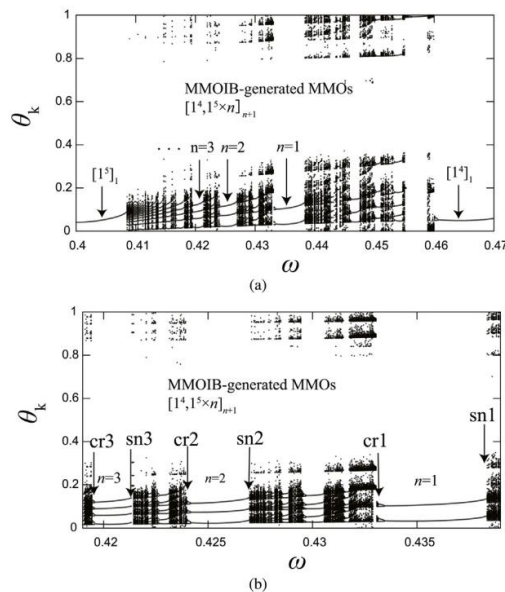 1
0.8
0.6
0.4
0.2
0
θk
MMOIB-generated MMOs
[1⁴,1⁵×n]n+1
n=3 n=2 n=1
[1⁵]₁
[1⁴]₁
0.4 0.41 0.42 0.43 0.44 0.45 0.46 0.47
ω
(a)
1
0.8
0.6
0.4
0.2
0
θk
MMOIB-generated MMOs
[1⁴,1⁵×n]n+1
cr3 sn3 cr2 sn2 cr1 sn1
n=3 n=2 n=1
0.42 0.425 0.43 0.435
ω
(b)